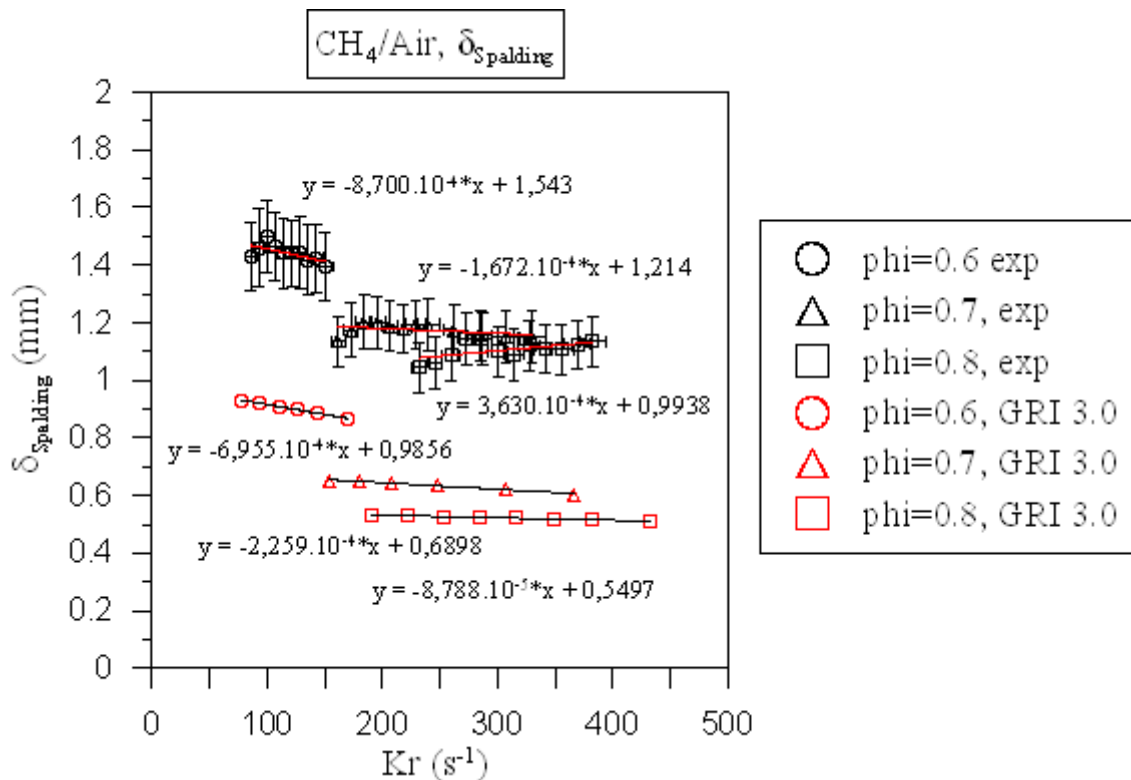 CH₄/Air, δSpalding
2
1.8
1.6
1.4
1.2
1
0.8
0.6
0.4
0.2
0
δSpalding (mm)
y = -8,700.10⁻⁴*x + 1,543
y = -1,672.10⁻⁴*x + 1,214
y = 3,630.10⁻⁴*x + 0,9938
y = -6,955.10⁻⁴*x + 0,9856
y = -2,259.10⁻⁴*x + 0,6898
y = -8,788.10⁻⁵*x + 0,5497
0 100 200 300 400 500
Kr (s⁻¹)
phi=0.6 exp
phi=0.7, exp
phi=0.8, exp
phi=0.6, GRI 3.0
phi=0.7, GRI 3.0
phi=0.8, GRI 3.0